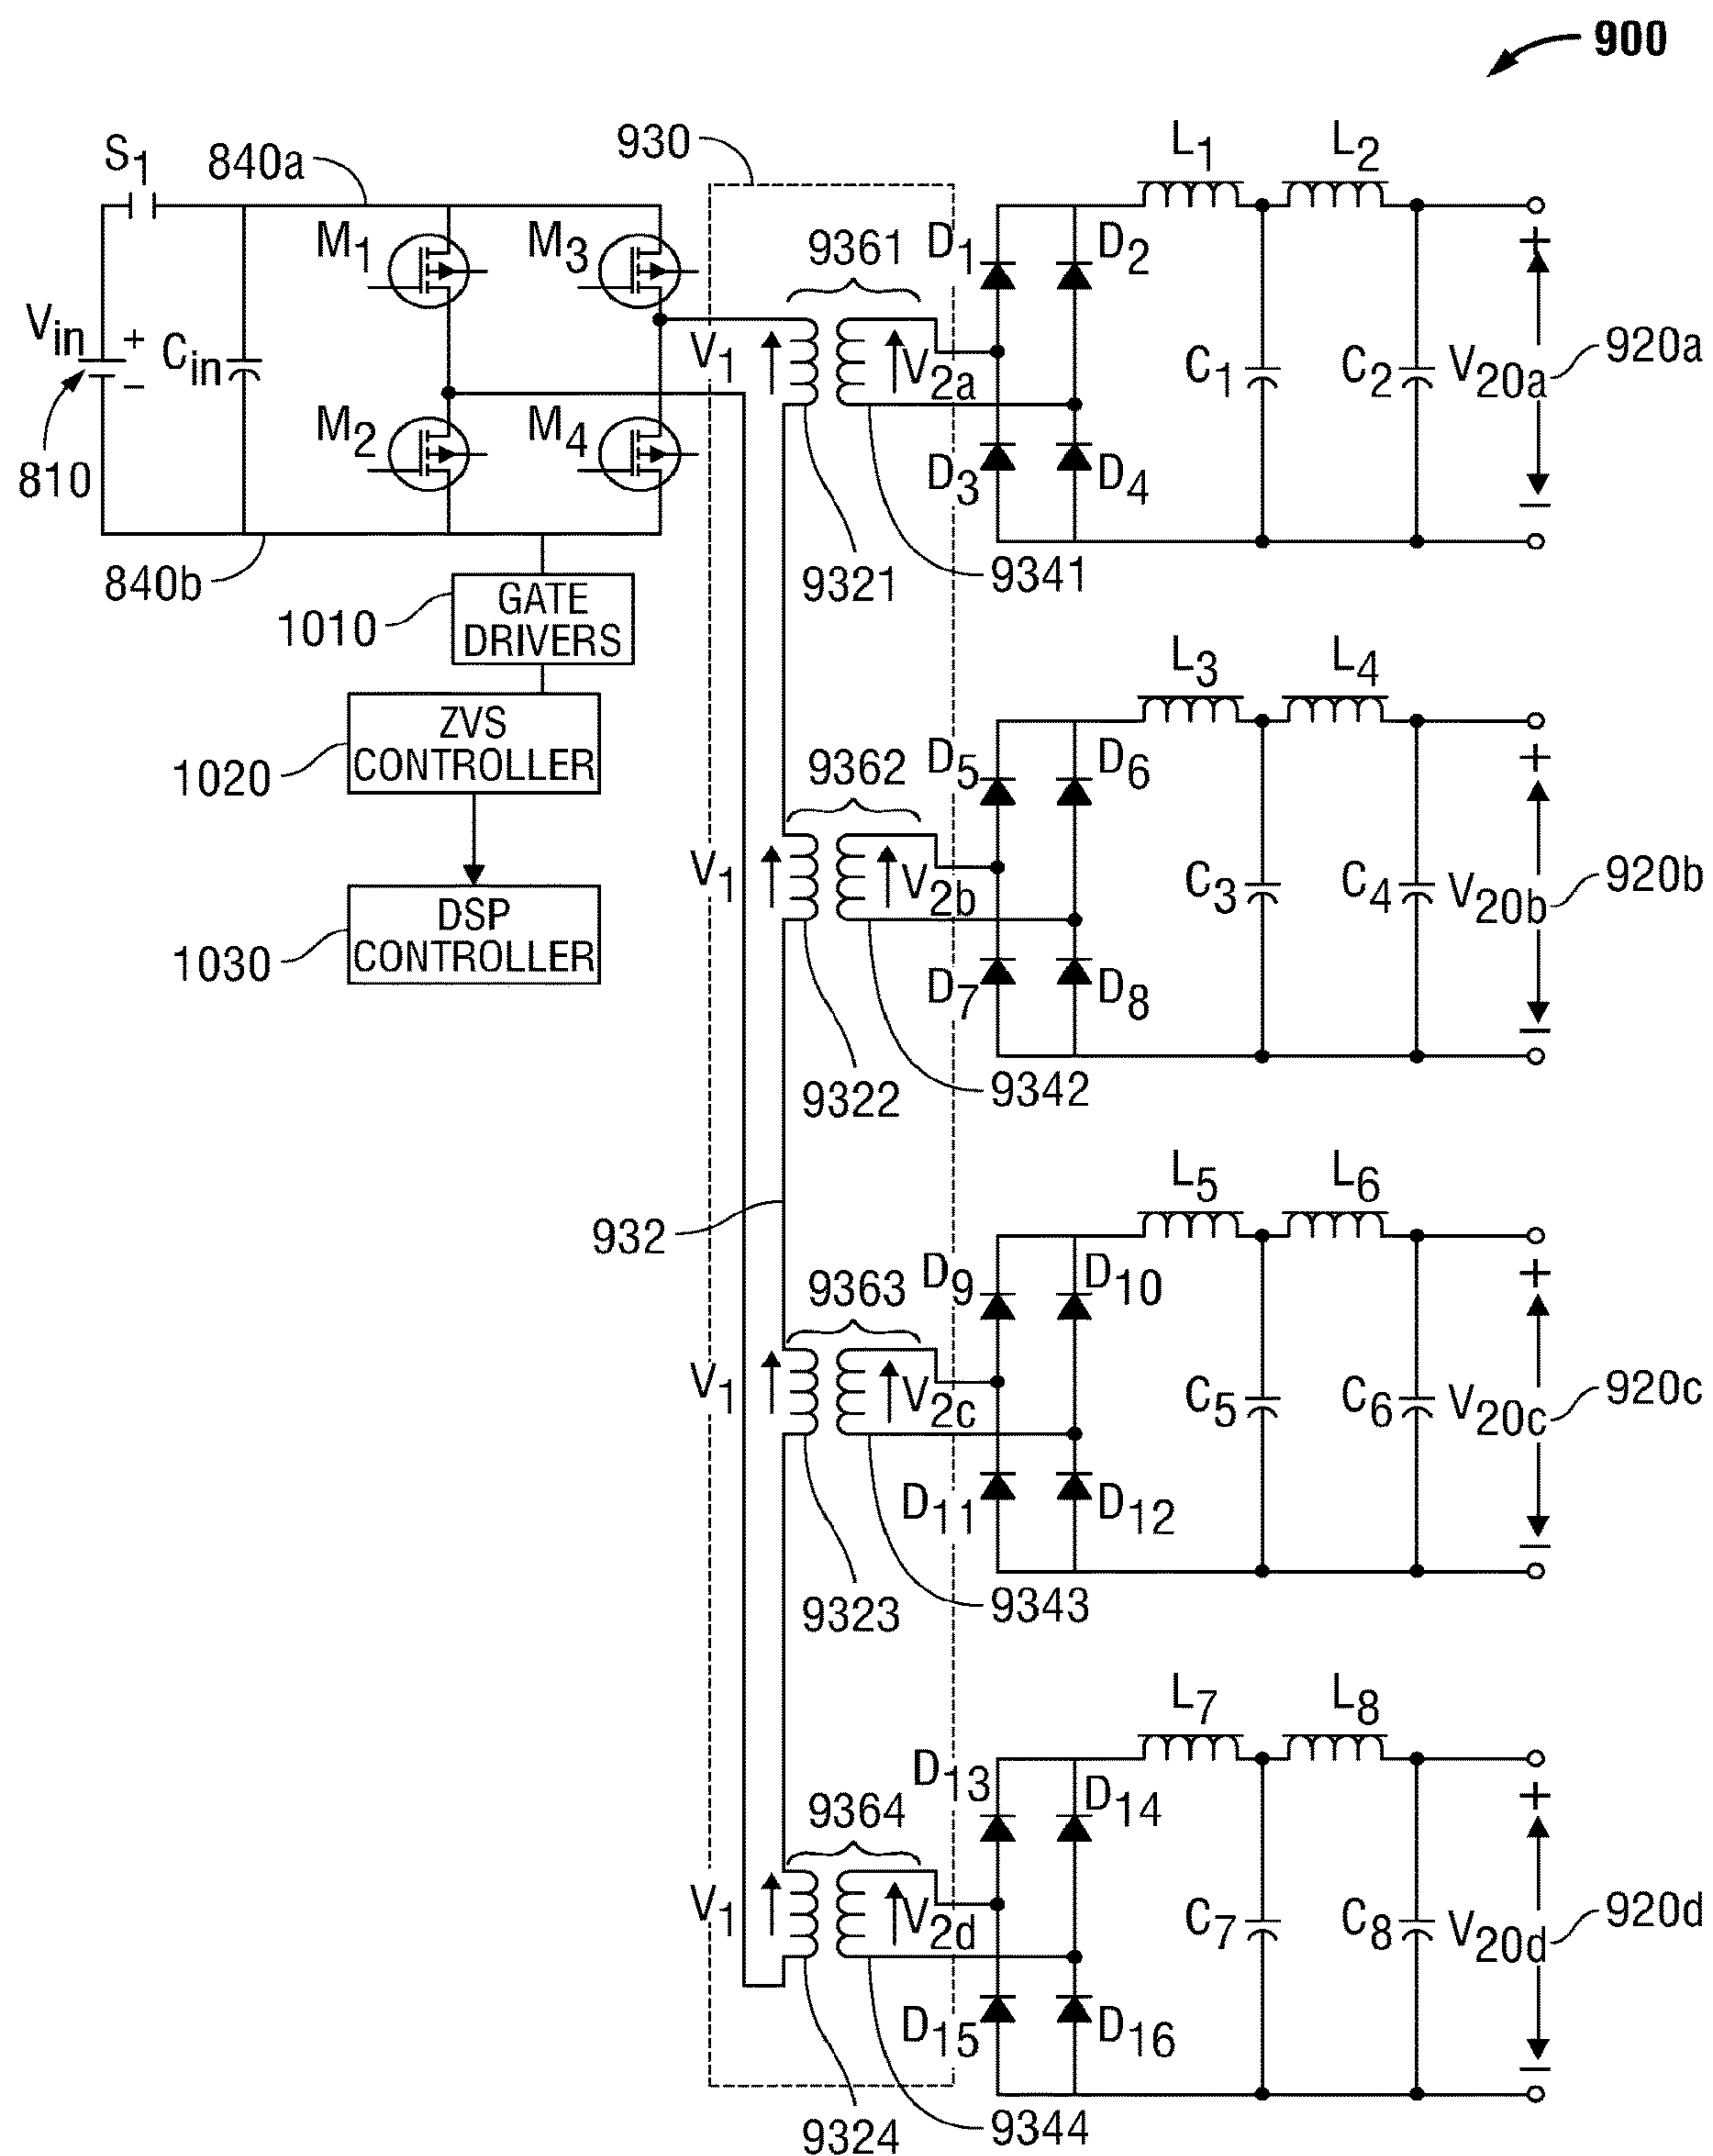 900
S1
840a
930
L1
L2
M1
M3
9361
D1
D2
+
Vin
+
−
Cin
V1
V2a
C1
C2
V20a
920a
810
M2
M4
D3
D4
−
840b
9321
9341
1010
GATE
DRIVERS
L3
L4
ZVS
CONTROLLER
1020
9362
D5
D6
+
V1
V2b
C3
C4
V20b
920b
DSP
CONTROLLER
1030
D7
D8
−
9322
9342
L5
L6
932
9363
D9
D10
+
V1
V2c
C5
C6
V20c
920c
D11
D12
−
9323
9343
L7
L8
9364
D13
D14
+
V1
V2d
C7
C8
V20d
920d
D15
D16
−
9324
9344